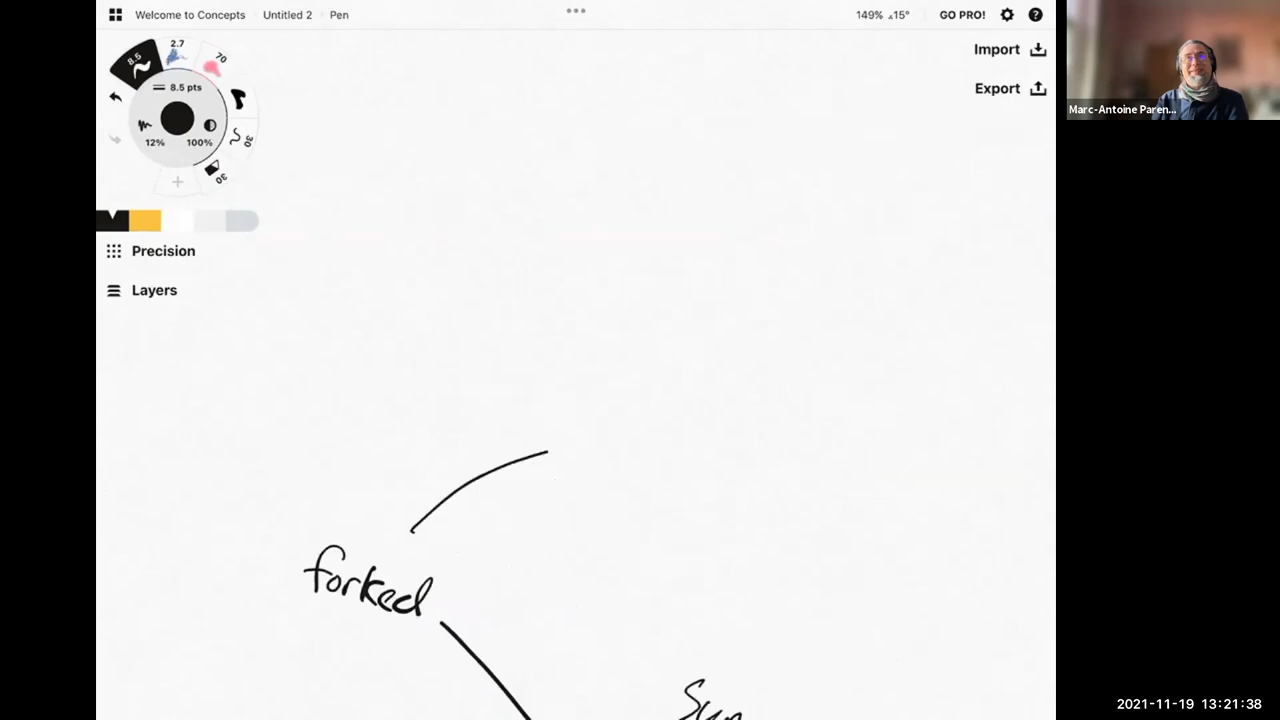 Welcome to Concepts Untitled 2 Pen
149% 15° GO PRO!
Import
Export
8.5
2.7
70
8.5 pts
12% 100%
30
30
Precision
Layers
forked
Marc-Antoine Paren...
2021-11-19 13:21:38